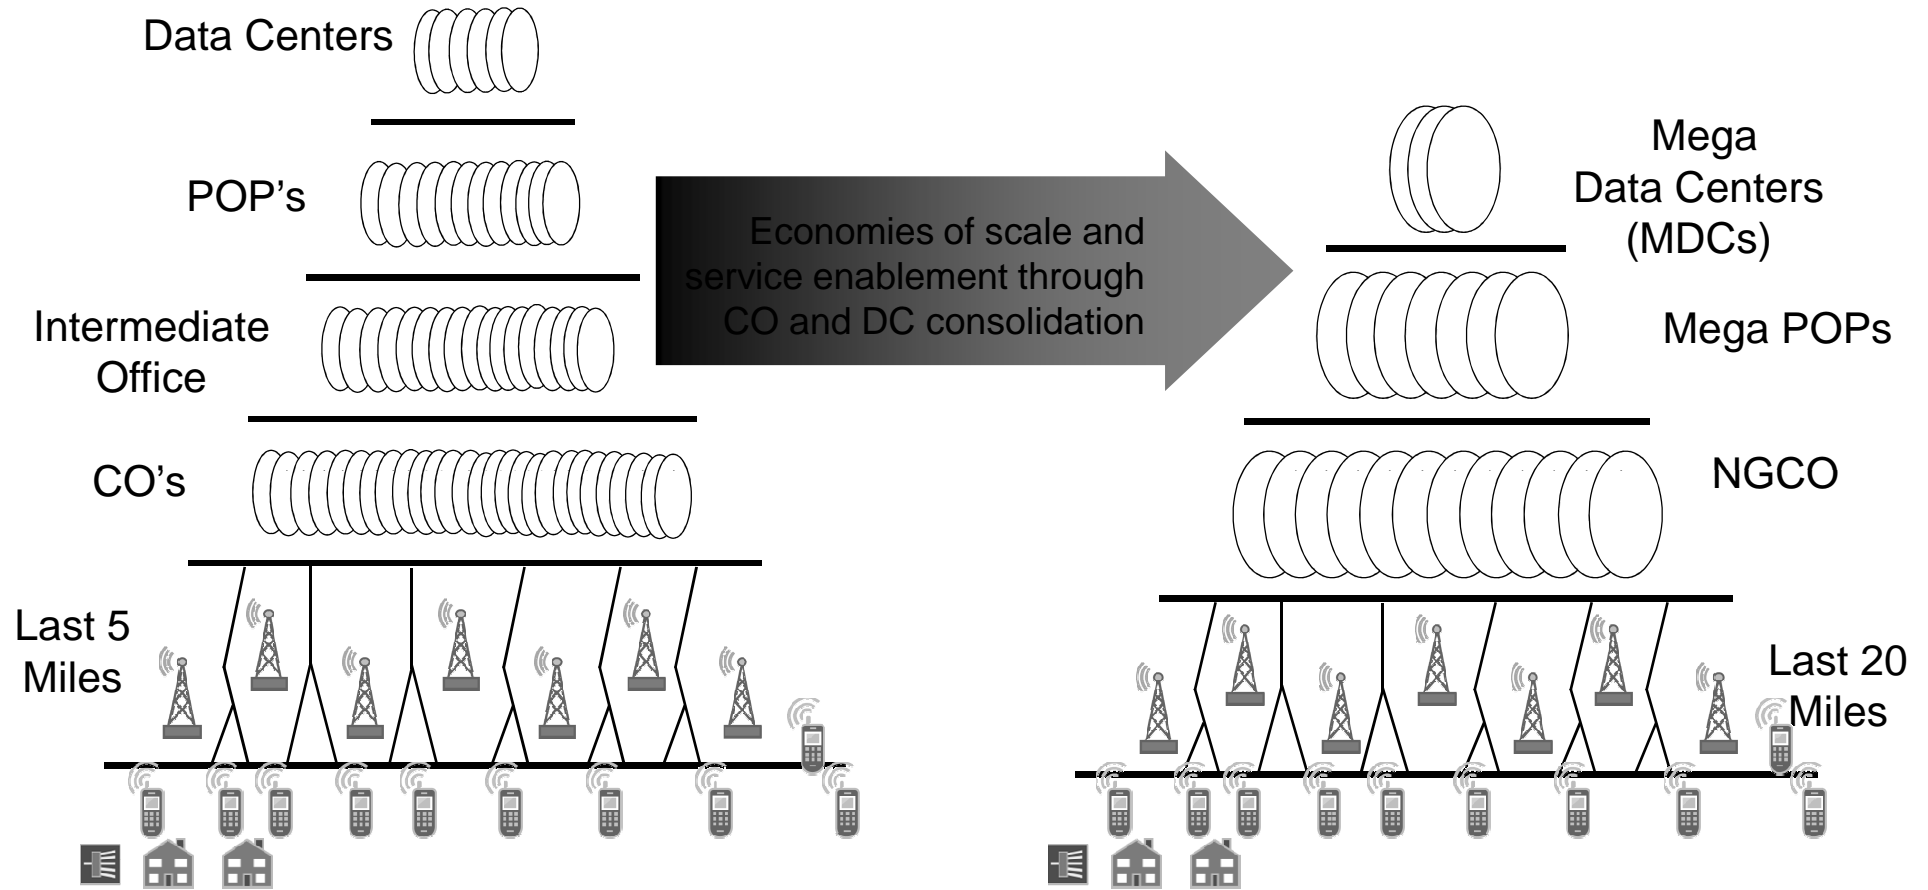 Data Centers
POP's
Intermediate
Office
CO's
Last 5
Miles
Economies of scale and
service enablement through
CO and DC consolidation
Mega
Data Centers
(MDCs)
Mega POPs
NGCO
Last 20
Miles